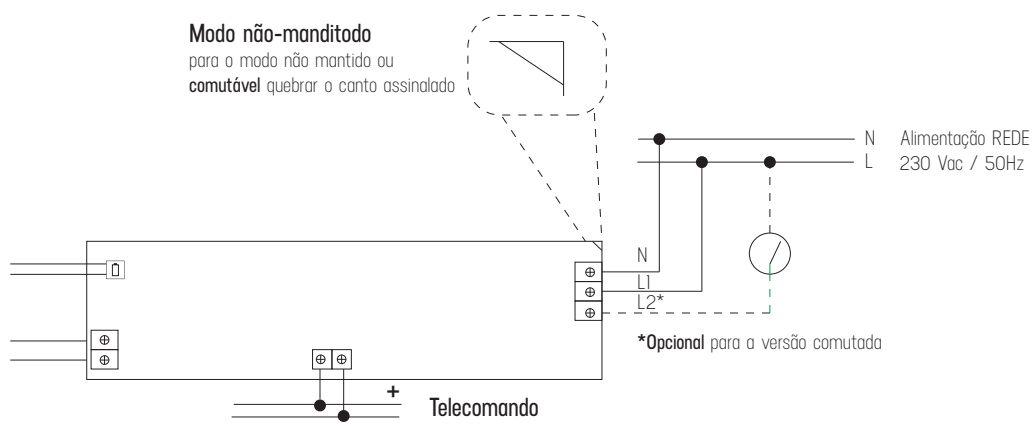 Modo não-manditodo
para o modo não mantido ou
comutável quebrar o canto assinalado
N Alimentação REDE
L 230 Vac / 50Hz
N
L1
L2*
*Opcional para a versão comutada
+
Telecomando